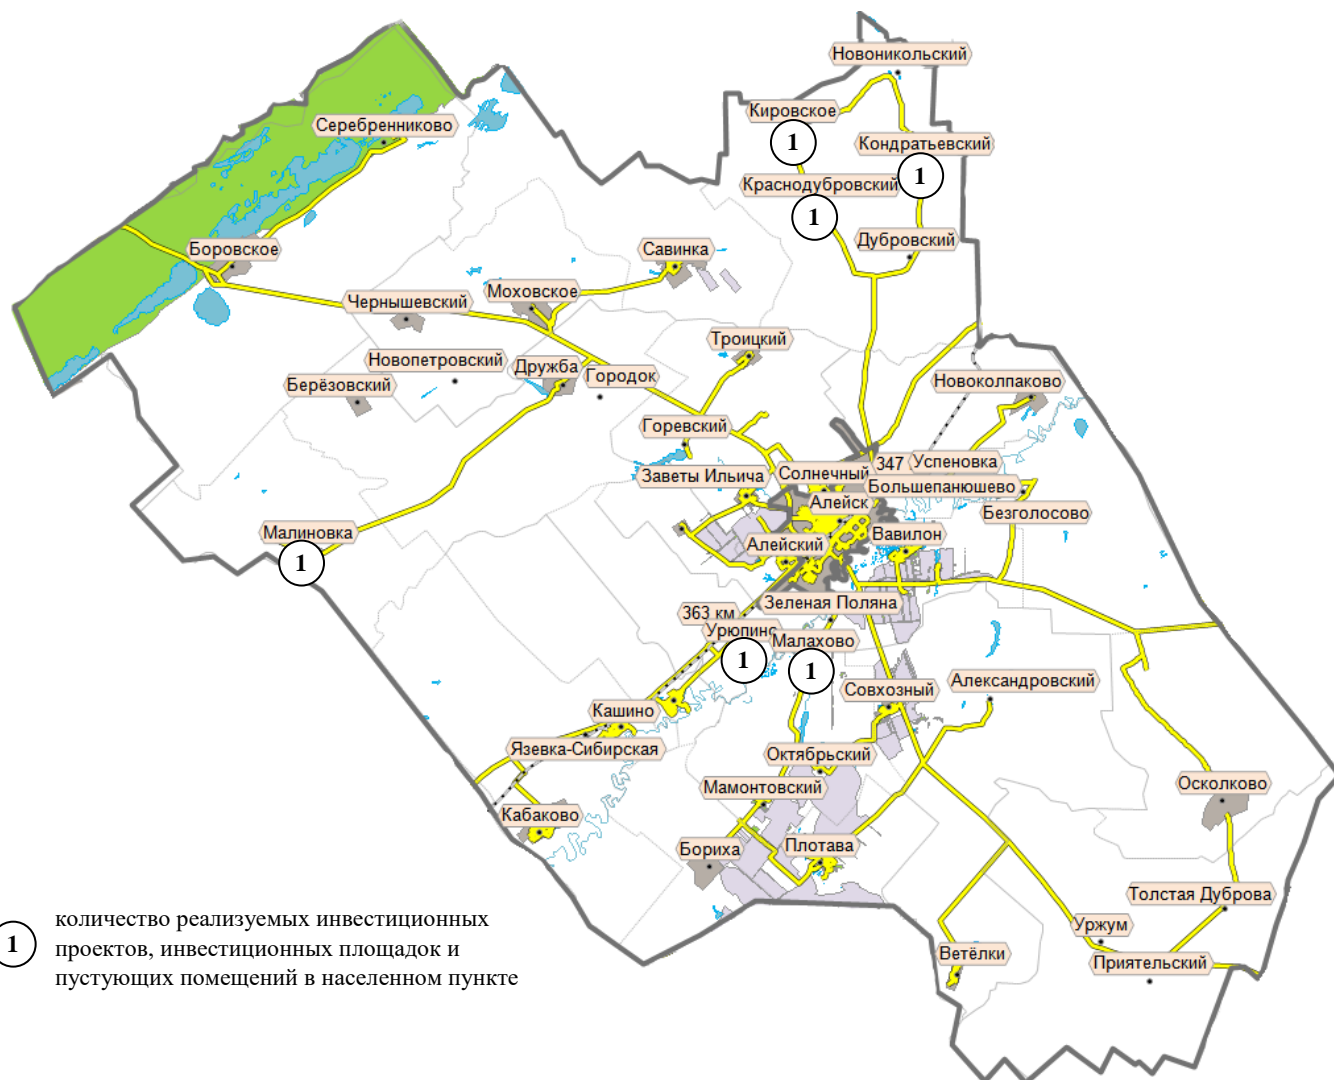 Новоникольский
Кировское
1
Серебренниково
Кондратьевский
1
Краснодубровский
1
Дубровский
Боровское
Савинка
Моховское
Чернышевский
Троицкий
Новопетровский
Дружба
Городок
Берёзовский
Новоколпаково
Горевский
347
Успеновка
Заветы Ильича
Солнечный
Большепанюшево
Алейск
Безголосово
Малиновка
1
Вавилон
Алейский
Зеленая Поляна
363 км
Урюпино
1
Малахово
1
Совхозный
Александровский
Кашино
Язевка-Сибирская
Октябрьский
Мамонтовский
Осколково
Кабаково
Бориха
Плотава
Толстая Дуброва
Уржум
Ветёлки
Приятельский
1
количество реализуемых инвестиционных
проектов, инвестиционных площадок и
пустующих помещений в населенном пункте